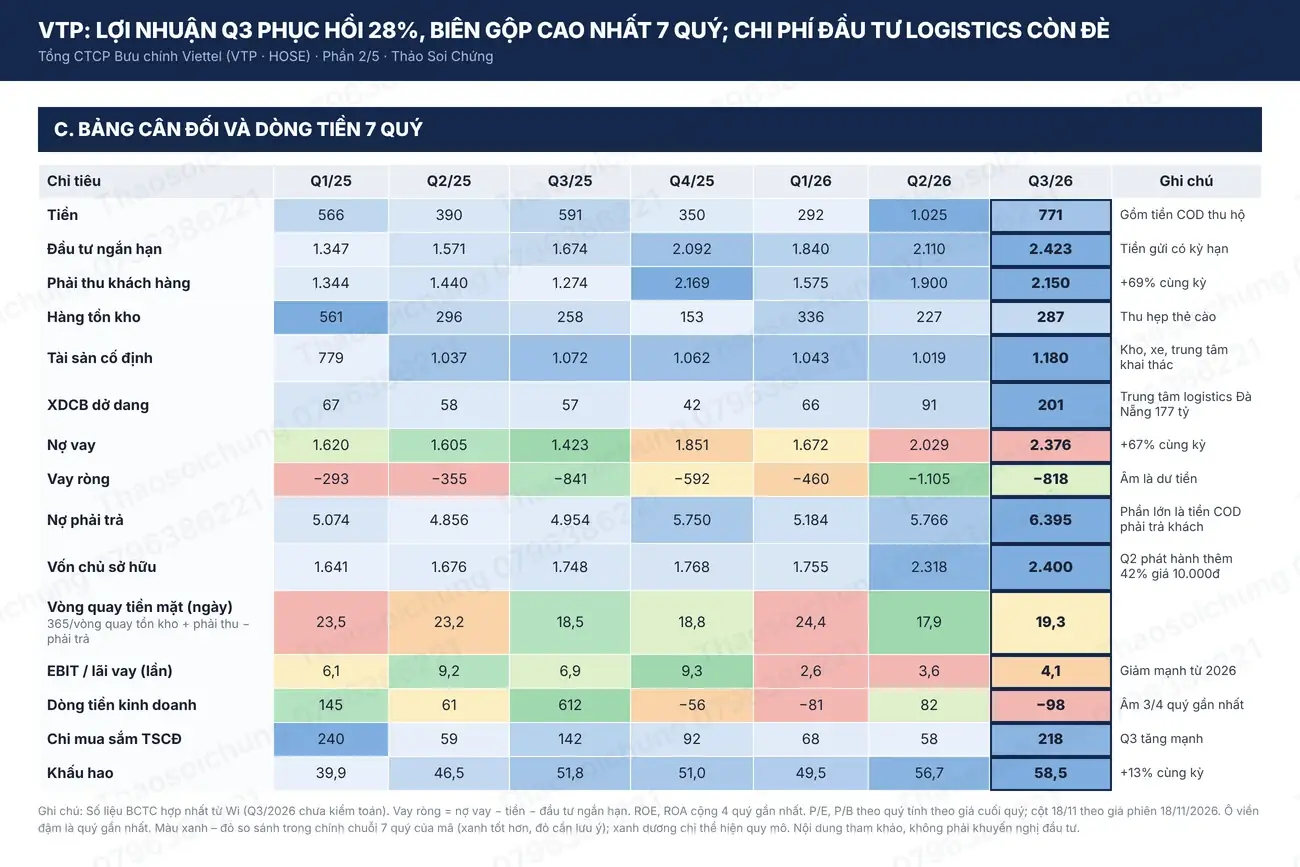 VTP: LỢI NHUẬN Q3 PHỤC HỒI 28%, BIÊN GỘP CAO NHẤT 7 QUÝ; CHI PHÍ ĐẦU TƯ LOGISTICS CÒN ĐÈ
Tổng CTCP Bưu chính Viettel (VTP · HOSE) · Phần 2/5 · Thảo Soi Chứng
C. BẢNG CÂN ĐỐI VÀ DÒNG TIỀN 7 QUÝ
Chỉ tiêu Q1/25 Q2/25 Q3/25 Q4/25 Q1/26 Q2/26 Q3/26 Ghi chú
Tiền 566 390 591 350 292 1.025 771 Gồm tiền COD thu hộ
Đầu tư ngắn hạn 1.347 1.571 1.674 2.092 1.840 2.110 2.423 Tiền gửi có kỳ hạn
Phải thu khách hàng 1.344 1.440 1.274 2.169 1.575 1.900 2.150 +69% cùng kỳ
Hàng tồn kho 561 296 258 153 336 227 287 Thu hẹp thẻ cào
Tài sản cố định 779 1.037 1.072 1.062 1.043 1.019 1.180 Kho, xe, trung tâm
khai thác
XDCB dở dang 67 58 57 42 66 91 201 Trung tâm logistics Đà
Nẵng 177 tỷ
Nợ vay 1.620 1.605 1.423 1.851 1.672 2.029 2.376 +67% cùng kỳ
Vay ròng −293 −355 −841 −592 −460 −1.105 −818 Âm là dư tiền
Nợ phải trả 5.074 4.856 4.954 5.750 5.184 5.766 6.395 Phần lớn là tiền COD
phải trả khách
Vốn chủ sở hữu 1.641 1.676 1.748 1.768 1.755 2.318 2.400 Q2 phát hành thêm
42% giá 10.000đ
Vòng quay tiền mặt (ngày)
365/vòng quay tồn kho + phải thu −
phải trả
23,5 23,2 18,5 18,8 24,4 17,9 19,3
EBIT / lãi vay (lần) 6,1 9,2 6,9 9,3 2,6 3,6 4,1 Giảm mạnh từ 2026
Dòng tiền kinh doanh 145 61 612 −56 −81 82 −98 Âm 3/4 quý gần nhất
Chi mua sắm TSCĐ 240 59 142 92 68 58 218 Q3 tăng mạnh
Khấu hao 39,9 46,5 51,8 51,0 49,5 56,7 58,5 +13% cùng kỳ
Ghi chú: Số liệu BCTC hợp nhất từ Wi (Q3/2026 chưa kiểm toán). Vay ròng = nợ vay − tiền − đầu tư ngắn hạn. ROE, ROA cộng 4 quý gần nhất. P/E, P/B theo quý tính theo giá cuối quý; cột 18/11 theo giá phiên 18/11/2026. Ô viền
đậm là quý gần nhất. Màu xanh – đỏ so sánh trong chính chuỗi 7 quý của mã (xanh tốt hơn, đỏ cần lưu ý); xanh dương chỉ thể hiện quy mô. Nội dung tham khảo, không phải khuyến nghị đầu tư.
Thaosoichung 0796386221